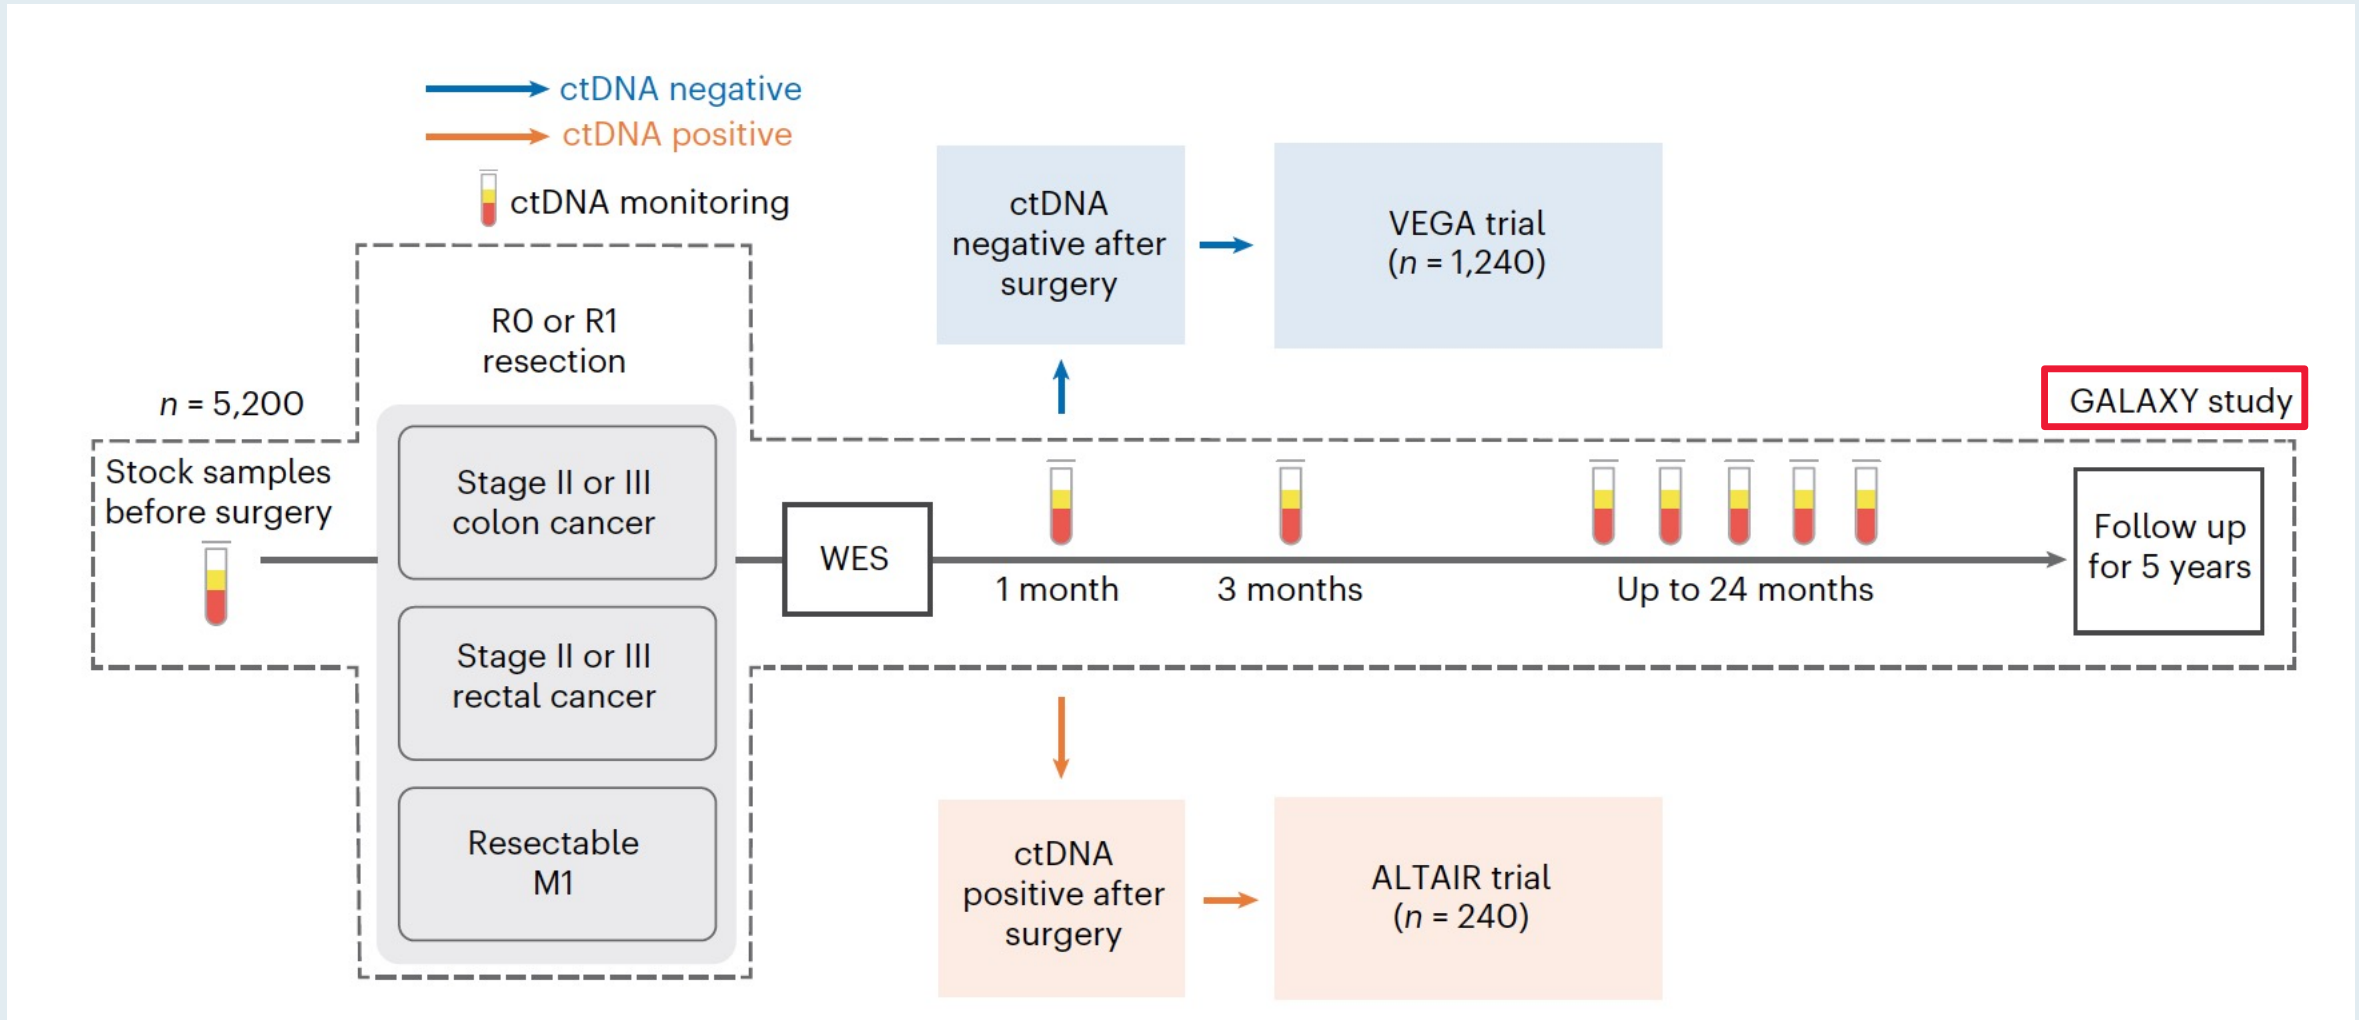 ctDNA negative
ctDNA positive
ctDNA monitoring
R0 or R1
resection
n = 5,200
Stock samples
before surgery
Stage II or III
colon cancer
Stage II or III
rectal cancer
Resectable
M1
WES
ctDNA
negative after
surgery
VEGA trial
(n = 1,240)
GALAXY study
1 month
3 months
Up to 24 months
Follow up
for 5 years
ctDNA
positive after
surgery
ALTAIR trial
(n = 240)